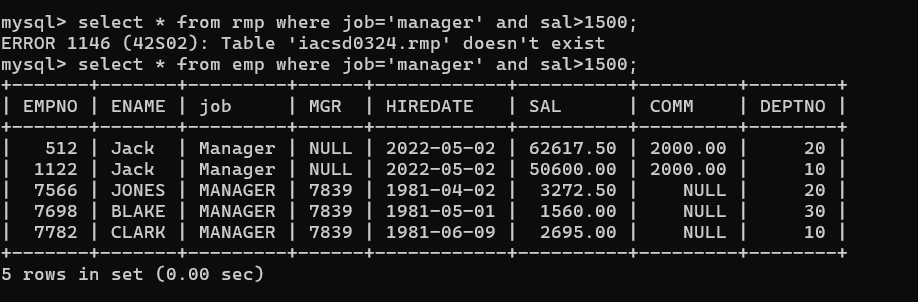 mysql> select * from rmp where job='manager' and sal>1500;
ERROR 1146 (42S02): Table 'iacsd0324.rmp' doesn't exist
mysql> select * from emp where job='manager' and sal>1500;
+-------+-------+---------+------+------------+----------+---------+--------+
| EMPNO | ENAME | job     | MGR  | HIREDATE   | SAL      | COMM    | DEPTNO |
+-------+-------+---------+------+------------+----------+---------+--------+
|   512 | Jack  | Manager | NULL | 2022-05-02 | 62617.50 | 2000.00 |     20 |
|  1122 | Jack  | Manager | NULL | 2022-05-02 | 50600.00 | 2000.00 |     10 |
|  7566 | JONES | MANAGER | 7839 | 1981-04-02 |  3272.50 |    NULL |     20 |
|  7698 | BLAKE | MANAGER | 7839 | 1981-05-01 |  1560.00 |    NULL |     30 |
|  7782 | CLARK | MANAGER | 7839 | 1981-06-09 |  2695.00 |    NULL |     10 |
+-------+-------+---------+------+------------+----------+---------+--------+
5 rows in set (0.00 sec)